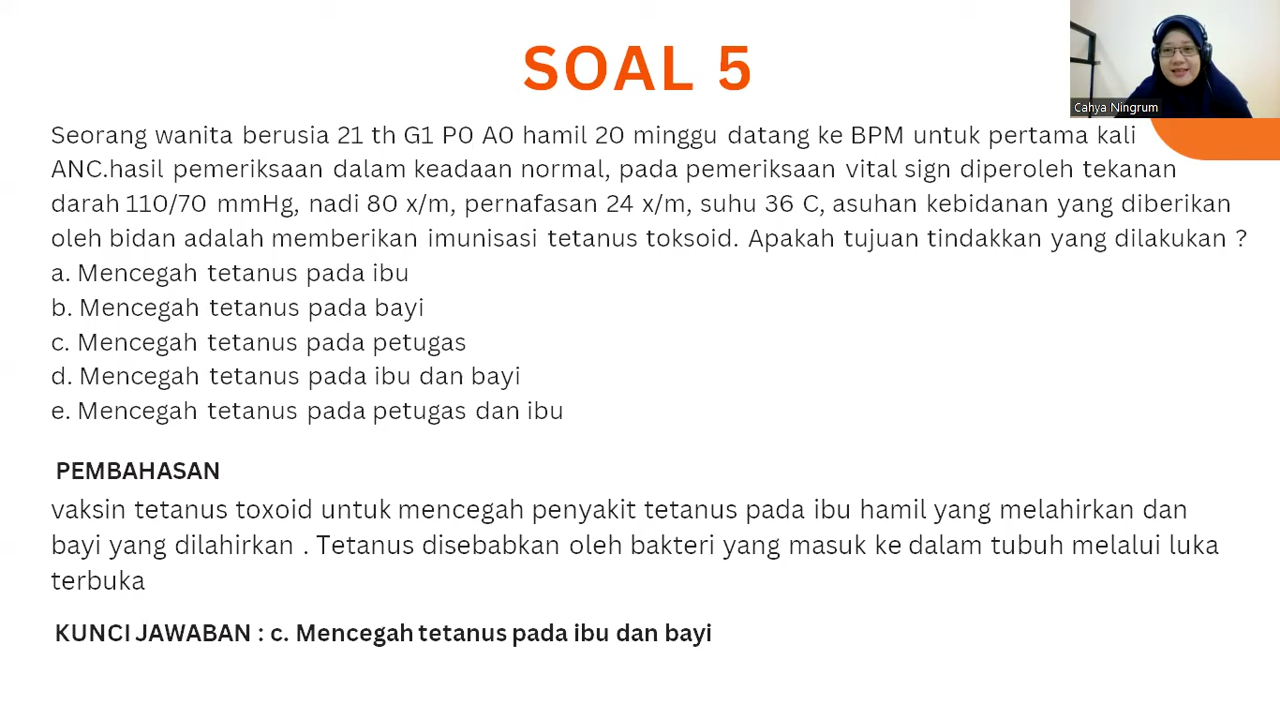 SOAL 5
Cahya Ningrum
Seorang wanita berusia 21 th G1 P0 A0 hamil 20 minggu datang ke BPM untuk pertama kali
ANC.hasil pemeriksaan dalam keadaan normal, pada pemeriksaan vital sign diperoleh tekanan
darah 110/70 mmHg, nadi 80 x/m, pernafasan 24 x/m, suhu 36 C, asuhan kebidanan yang diberikan
oleh bidan adalah memberikan imunisasi tetanus toksoid. Apakah tujuan tindakkan yang dilakukan ?
a. Mencegah tetanus pada ibu
b. Mencegah tetanus pada bayi
c. Mencegah tetanus pada petugas
d. Mencegah tetanus pada ibu dan bayi
e. Mencegah tetanus pada petugas dan ibu
PEMBAHASAN
vaksin tetanus toxoid untuk mencegah penyakit tetanus pada ibu hamil yang melahirkan dan
bayi yang dilahirkan . Tetanus disebabkan oleh bakteri yang masuk ke dalam tubuh melalui luka
terbuka
KUNCI JAWABAN : c. Mencegah tetanus pada ibu dan bayi